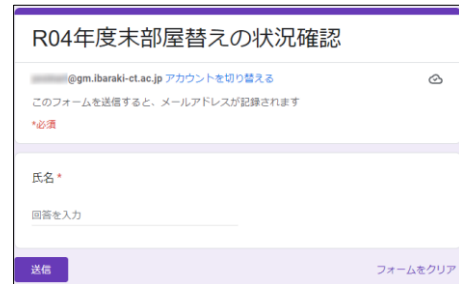 R04年度末部屋替えの状況確認
@gm.ibaraki-ct.ac.jp アカウントを切り替える
このフォームを送信すると、メールアドレスが記録されます
*必須
氏名 *
回答を入力
送信 フォームをクリア